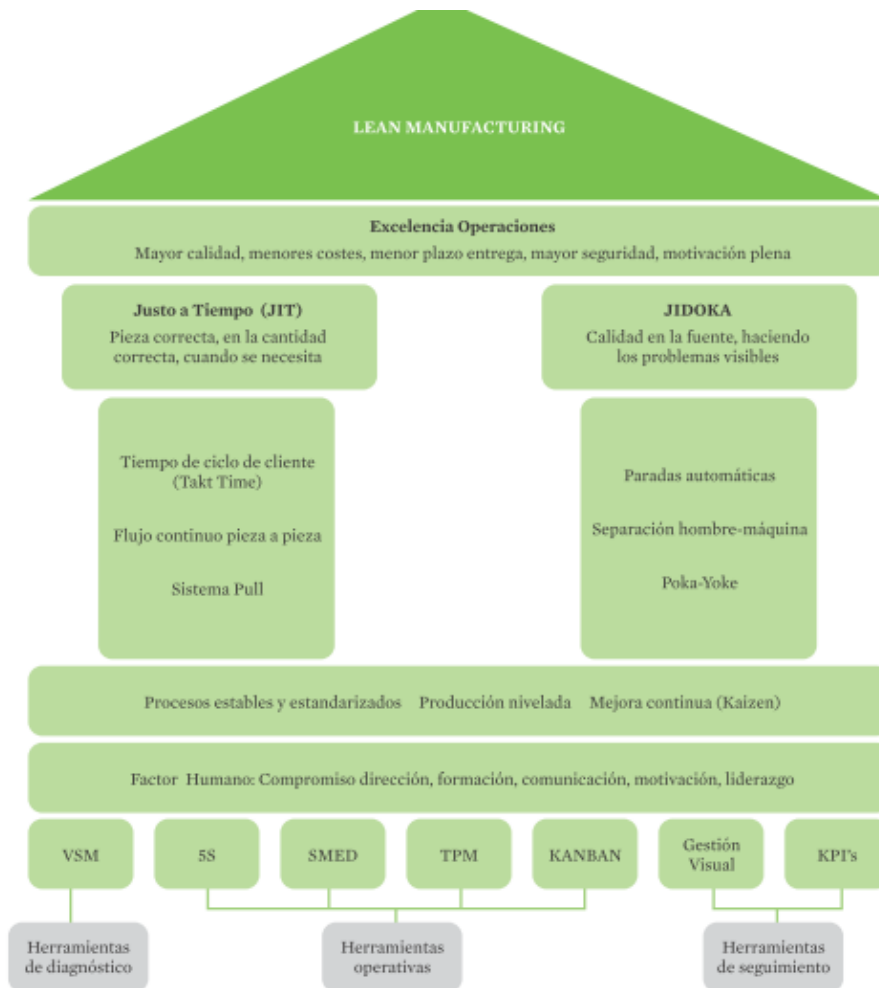 LEAN MANUFACTURING
Excelencia Operaciones
Mayor calidad, menores costes, menor plazo entrega, mayor seguridad, motivación plena
Justo a Tiempo (JIT)
Pieza correcta, en la cantidad
correcta, cuando se necesita
JIDOKA
Calidad en la fuente, haciendo
los problemas visibles
Tiempo de ciclo de cliente
(Takt Time)
Flujo continuo pieza a pieza
Sistema Pull
Paradas automáticas
Separación hombre-máquina
Poka-Yoke
Procesos estables y estandarizados Producción nivelada Mejora continua (Kaizen)
Factor Humano: Compromiso dirección, formación, comunicación, motivación, liderazgo
VSM
5S
SMED
TPM
KANBAN
Gestión
Visual
KPI's
Herramientas
de diagnóstico
Herramientas
operativas
Herramientas
de seguimiento